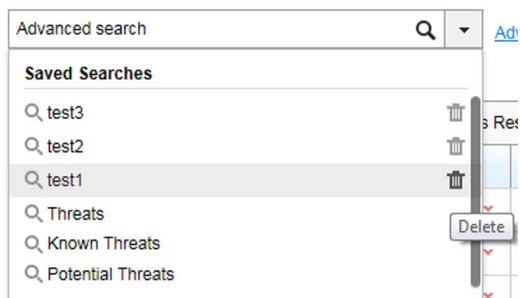 Advanced search
Adv
Saved Searches
test3
s Res
test2
test1
Threats
Delete
Known Threats
Potential Threats